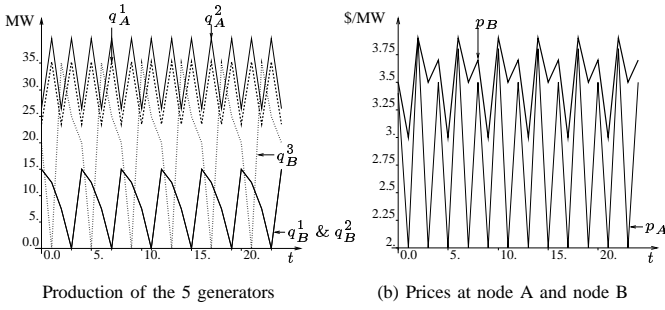 MW
q_A^1
q_A^2
35.
30.
25.
20.
15.
10.
5.
0.0
q_B^3
q_B^1 & q_B^2
0.0 5. 10. 15. 20. t
Production of the 5 generators
$/MW
p_B
3.75
3.5
3.25
3.
2.75
2.5
2.25
2.
p_A
0.0 5. 10. 15. 20. t
(b) Prices at node A and node B